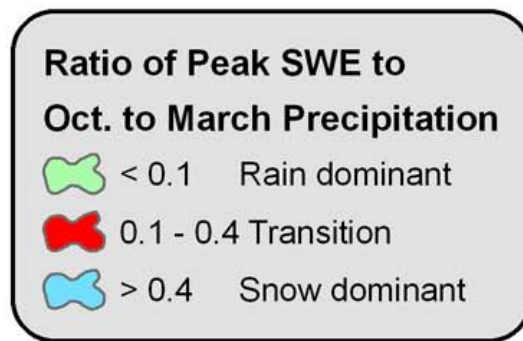 Ratio of Peak SWE to
Oct. to March Precipitation
< 0.1 Rain dominant
0.1 - 0.4 Transition
> 0.4 Snow dominant